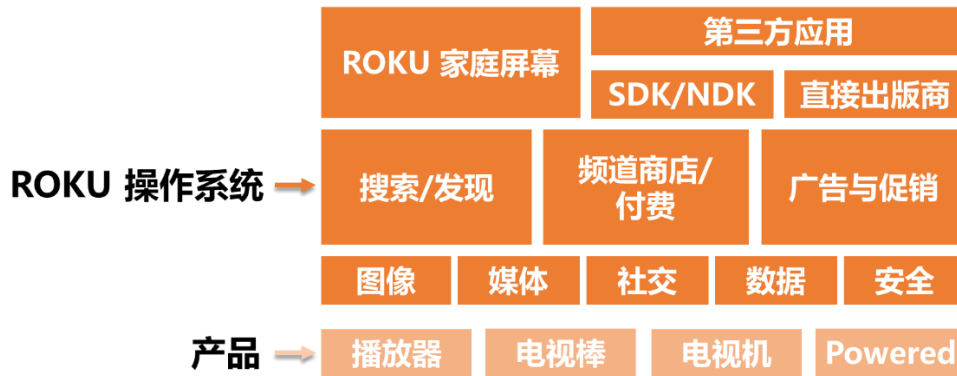 ROKU 家庭屏幕
第三方应用
SDK/NDK
直接出版商
ROKU 操作系统
搜索/发现
频道商店/
付费
广告与促销
图像
媒体
社交
数据
安全
产品
播放器
电视棒
电视机
Powered